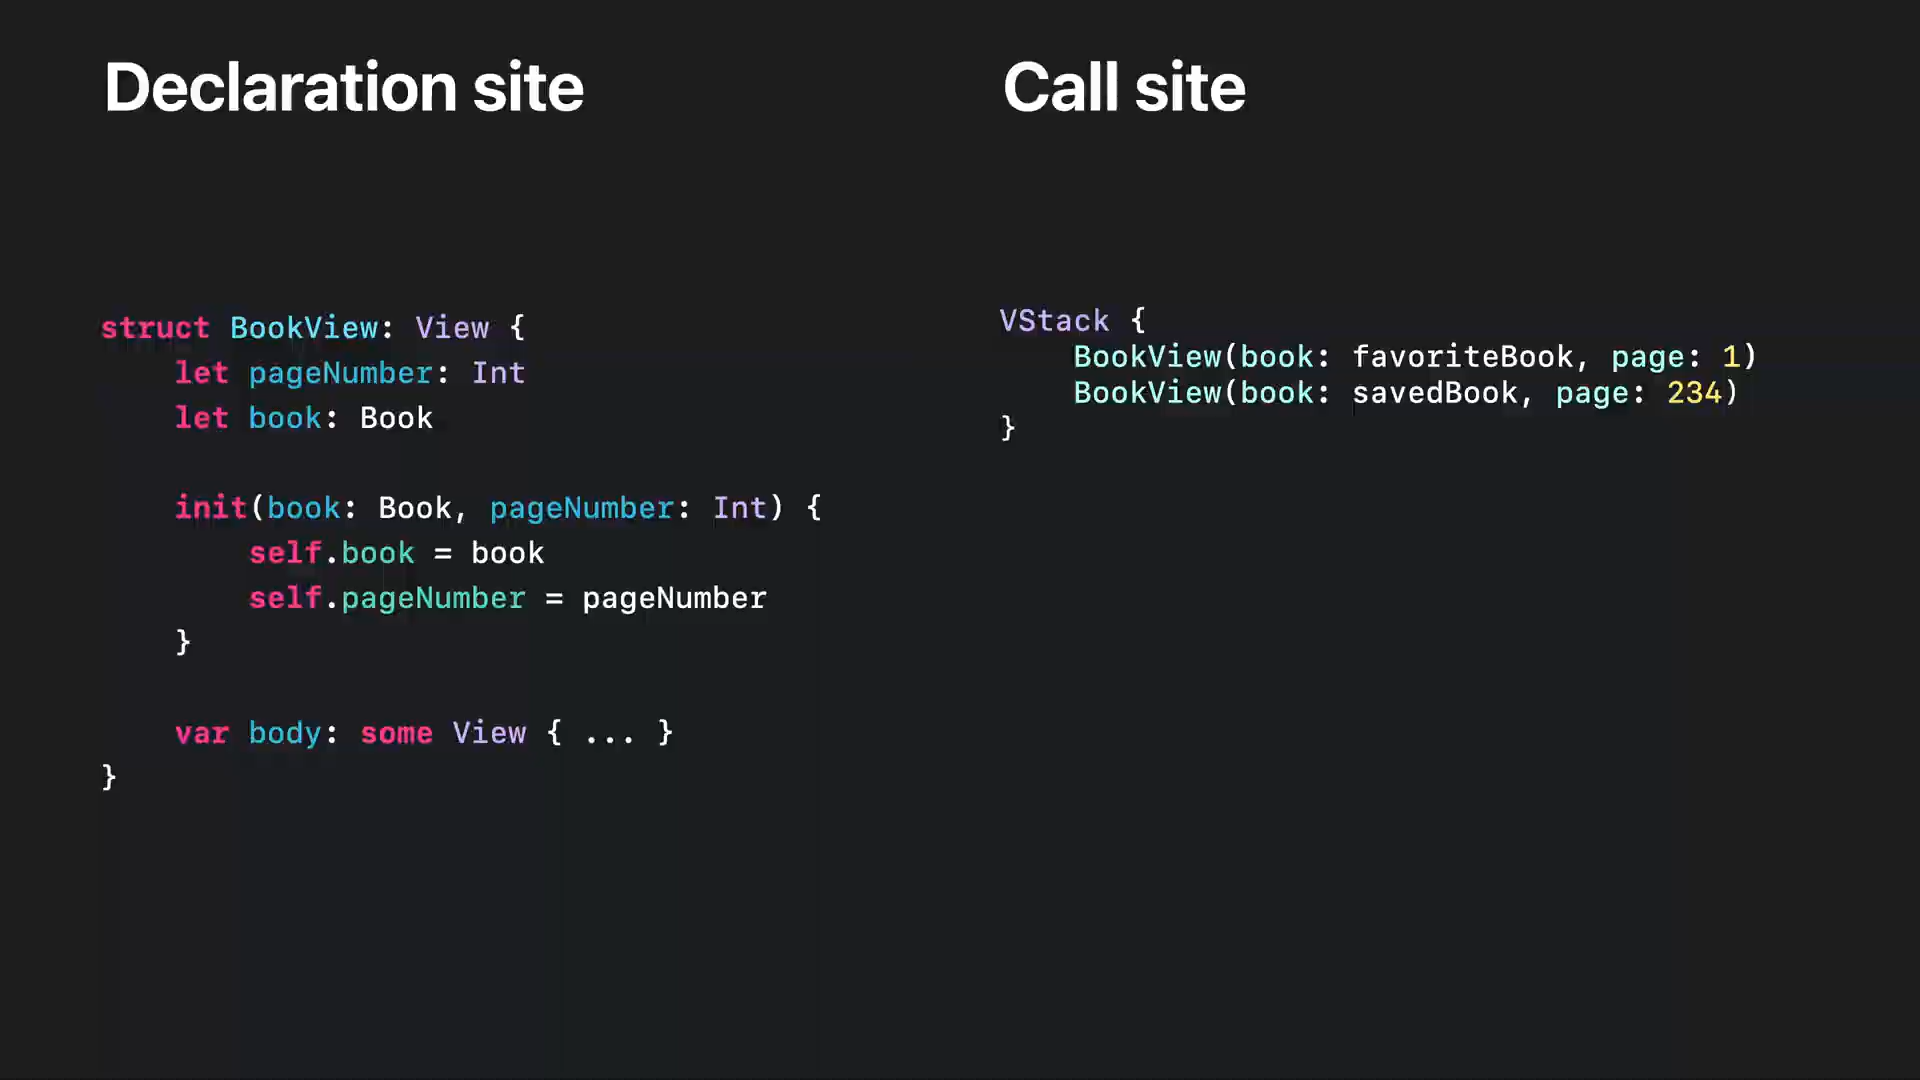 Declaration site
struct BookView: View {
    let pageNumber: Int
    let book: Book

    init(book: Book, pageNumber: Int) {
        self.book = book
        self.pageNumber = pageNumber
    }

    var body: some View { ... }
}
Call site
VStack {
    BookView(book: favoriteBook, page: 1)
    BookView(book: savedBook, page: 234)
}